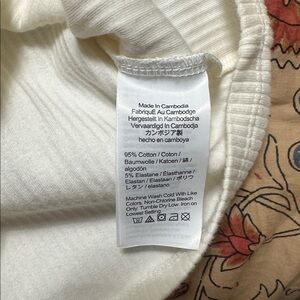 Made In Cambodia
FabriquÉ Au Cambodge
Hergestellt In Kambodscha
Vervaardigd In Cambodja
カンボジア製
hecho en camboya
95% Cotton / Coton /
Baumwolle / Katoen / 綿 /
algodón
5% Elastane / Élasthanne /
Elastan / Elastaan / ポリウ
レタン / elastano
Machine Wash Cold With Like
Colors. Non-Chlorine Bleach
Only; Tumble Dry Low; Iron on
Lowest Setting